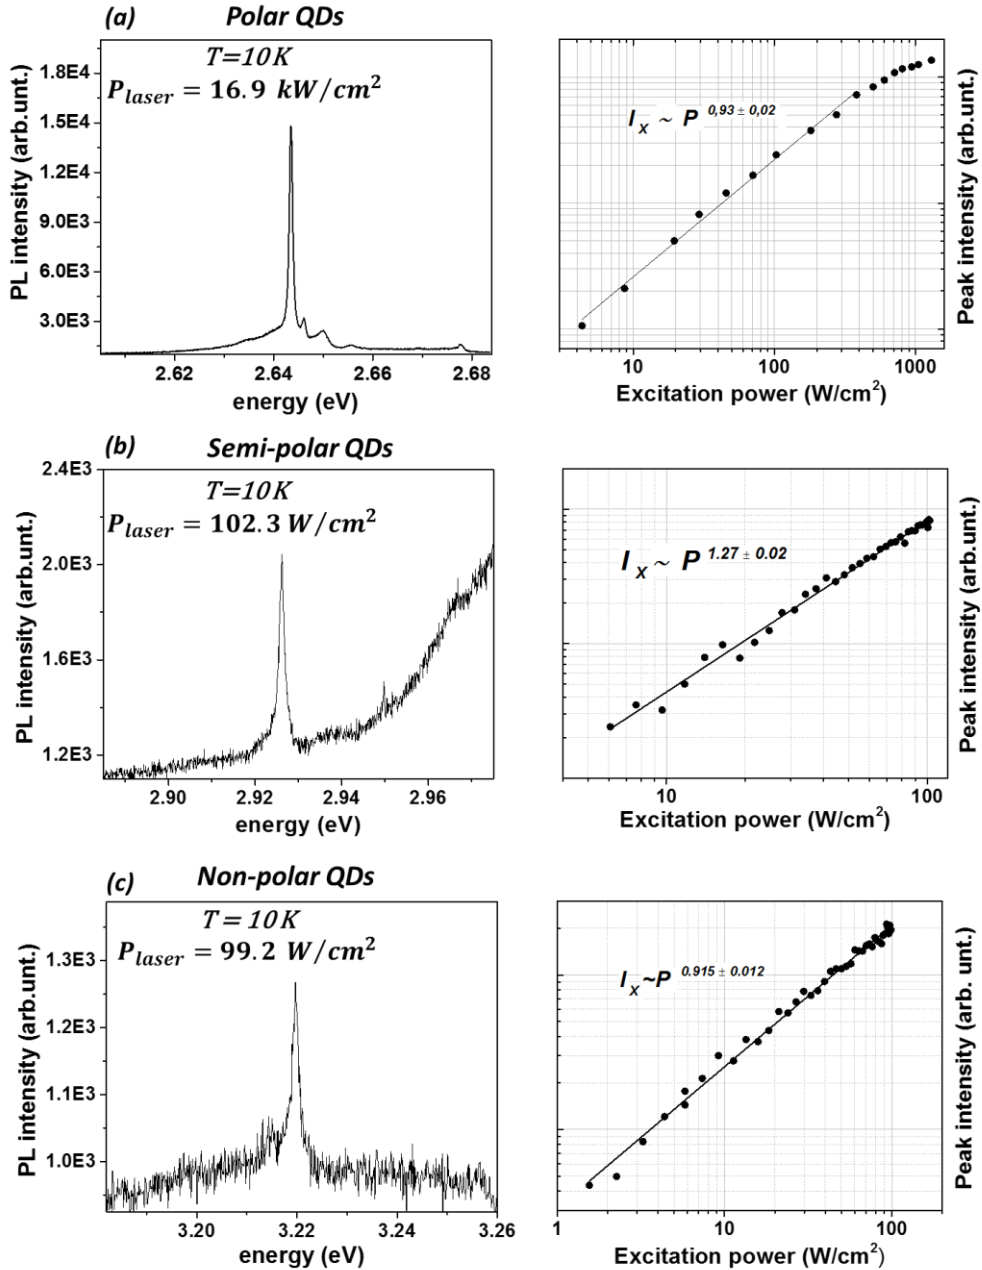 (a) Polar QDs
T=10 K
P_laser = 16.9 kW/cm²
1.8E4
1.5E4
1.2E4
9.0E3
6.0E3
3.0E3
PL intensity (arb.unt.)
2.62 2.64 2.66 2.68
energy (eV)
I_X ~ P^0,93 ± 0,02
10 100 1000
Excitation power (W/cm²)
Peak intensity (arb.unt.)
(b) Semi-polar QDs
T=10 K
P_laser = 102.3 W/cm²
2.4E3
2.0E3
1.6E3
1.2E3
PL intensity (arb.unt.)
2.90 2.92 2.94 2.96
energy (eV)
I_X ~ P^1.27 ± 0.02
10 100
Excitation power (W/cm²)
Peak intensity (arb.unt.)
(c) Non-polar QDs
T = 10 K
P_laser = 99.2 W/cm²
1.3E3
1.2E3
1.1E3
1.0E3
PL intensity (arb.unt.)
3.20 3.22 3.24 3.26
energy (eV)
I_X~P^0.915 ± 0.012
1 10 100
Excitation power (W/cm²)
Peak intensity (arb. unt.)